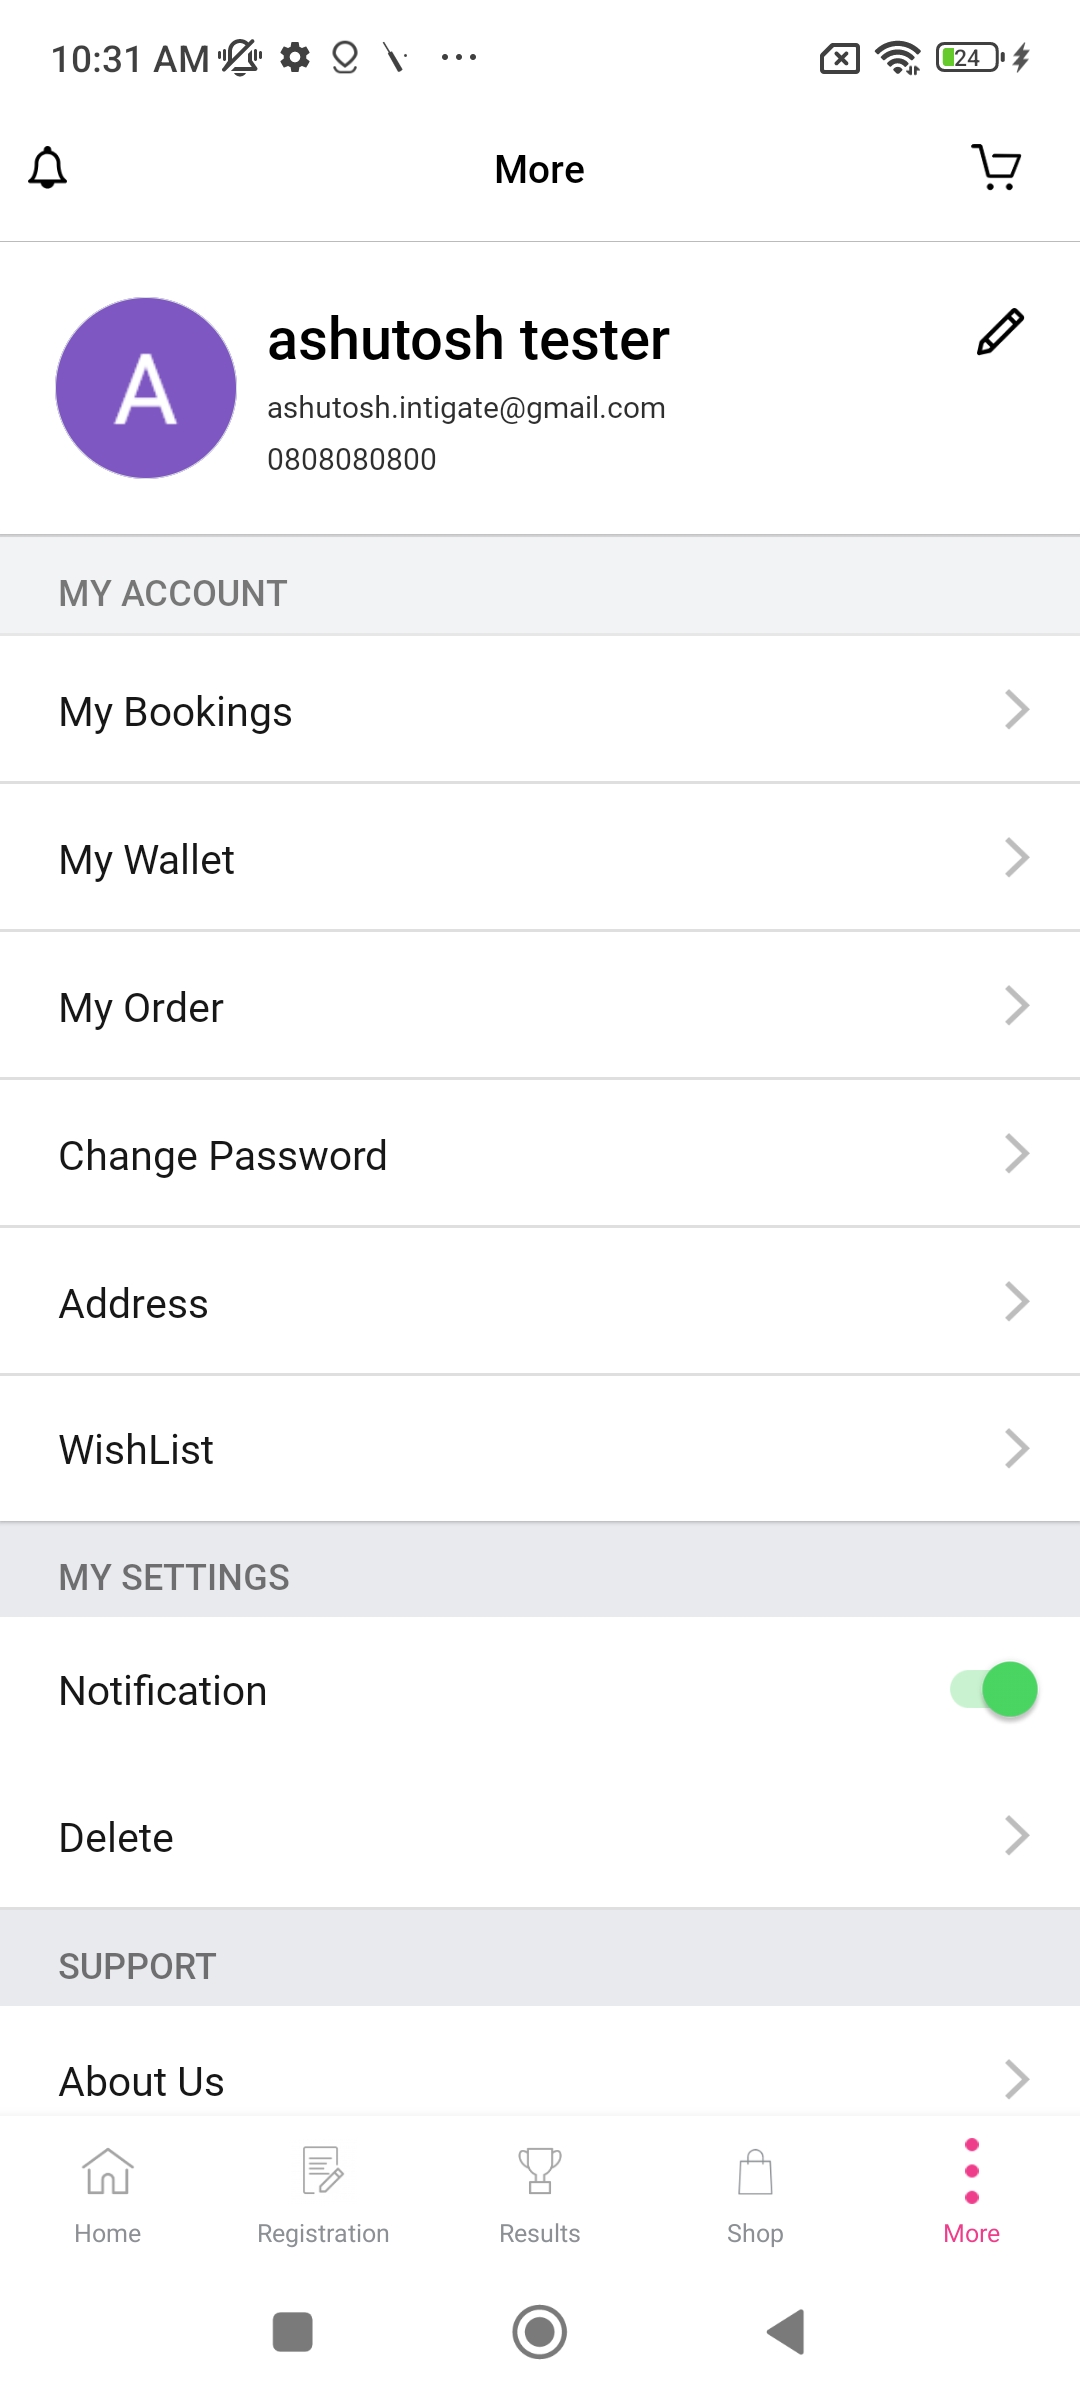 10:31 AM
24
More
A
ashutosh tester
ashutosh.intigate@gmail.com
0808080800
MY ACCOUNT
My Bookings
My Wallet
My Order
Change Password
Address
WishList
MY SETTINGS
Notification
Delete
SUPPORT
About Us
Home Registration Results Shop More